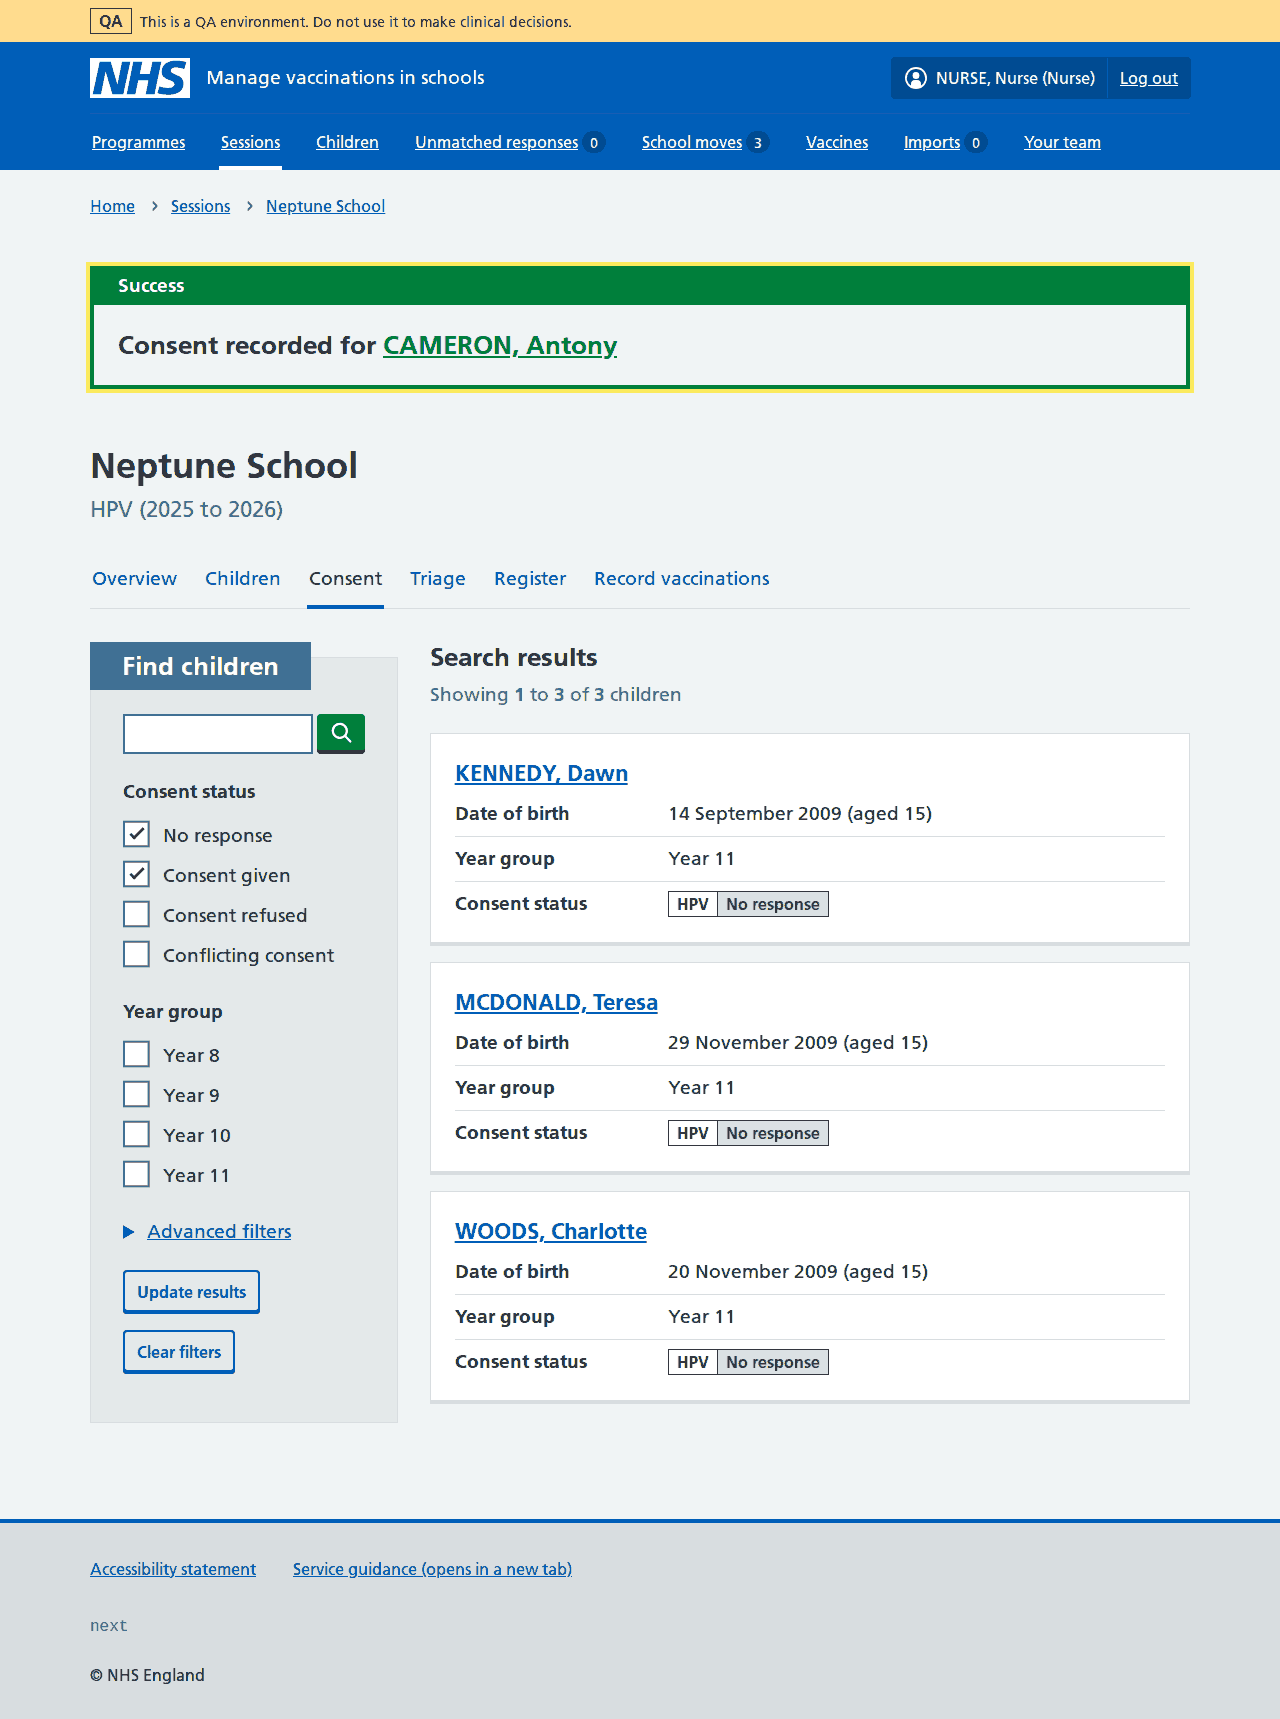 QA This is a QA environment. Do not use it to make clinical decisions.
NHS Manage vaccinations in schools NURSE, Nurse (Nurse) Log out
Programmes Sessions Children Unmatched responses 0 School moves 3 Vaccines Imports 0 Your team
Home Sessions Neptune School
Success
Consent recorded for CAMERON, Antony
Neptune School
HPV (2025 to 2026)
Overview Children Consent Triage Register Record vaccinations
Find children
Consent status
No response
Consent given
Consent refused
Conflicting consent
Year group
Year 8
Year 9
Year 10
Year 11
Advanced filters
Update results
Clear filters
Search results
Showing 1 to 3 of 3 children
KENNEDY, Dawn
Date of birth 14 September 2009 (aged 15)
Year group Year 11
Consent status HPV No response
MCDONALD, Teresa
Date of birth 29 November 2009 (aged 15)
Year group Year 11
Consent status HPV No response
WOODS, Charlotte
Date of birth 20 November 2009 (aged 15)
Year group Year 11
Consent status HPV No response
Accessibility statement Service guidance (opens in a new tab)
next
© NHS England